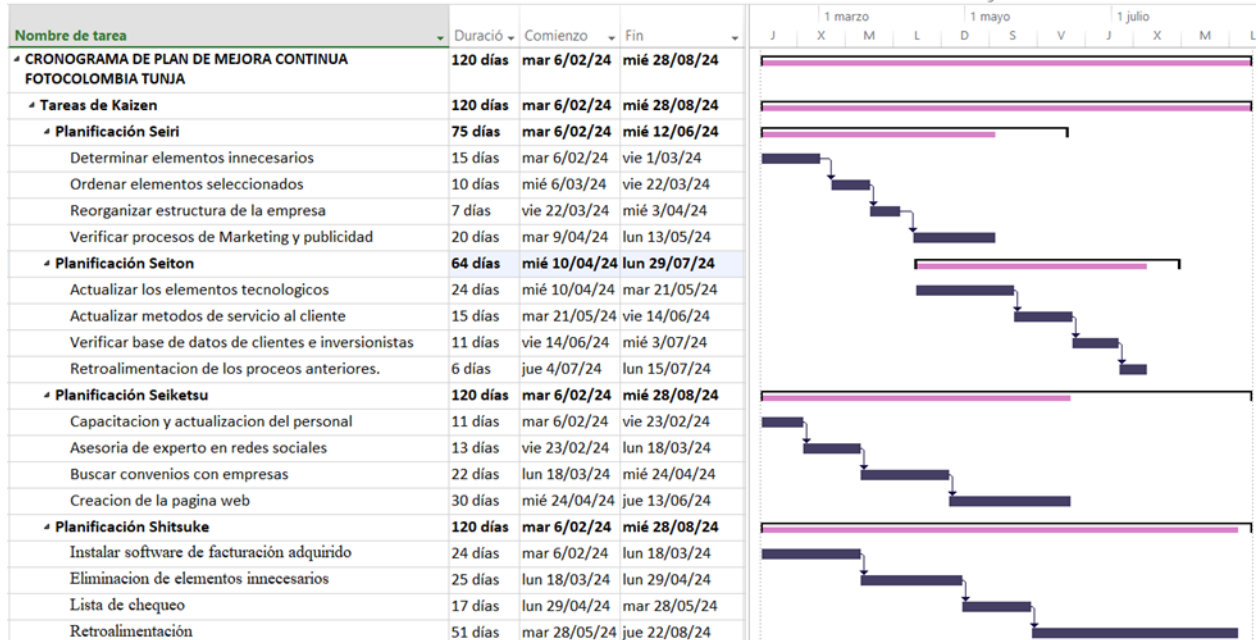 1 marzo 1 mayo 1 julio
Nombre de tarea Duració Comienzo Fin J X M L D S V J X M L
CRONOGRAMA DE PLAN DE MEJORA CONTINUA 120 días mar 6/02/24 mié 28/08/24
FOTOCOLOMBIA TUNJA
Tareas de Kaizen 120 días mar 6/02/24 mié 28/08/24
Planificación Seiri 75 días mar 6/02/24 mié 12/06/24
Determinar elementos innecesarios 15 días mar 6/02/24 vie 1/03/24
Ordenar elementos seleccionados 10 días mié 6/03/24 vie 22/03/24
Reorganizar estructura de la empresa 7 días vie 22/03/24 mié 3/04/24
Verificar procesos de Marketing y publicidad 20 días mar 9/04/24 lun 13/05/24
Planificación Seiton 64 días mié 10/04/24 lun 29/07/24
Actualizar los elementos tecnologicos 24 días mié 10/04/24 mar 21/05/24
Actualizar metodos de servicio al cliente 15 días mar 21/05/24 vie 14/06/24
Verificar base de datos de clientes e inversionistas 11 días vie 14/06/24 mié 3/07/24
Retroalimentacion de los proceos anteriores. 6 días jue 4/07/24 lun 15/07/24
Planificación Seiketsu 120 días mar 6/02/24 mié 28/08/24
Capacitacion y actualizacion del personal 11 días mar 6/02/24 vie 23/02/24
Asesoria de experto en redes sociales 13 días vie 23/02/24 lun 18/03/24
Buscar convenios con empresas 22 días lun 18/03/24 mié 24/04/24
Creacion de la pagina web 30 días mié 24/04/24 jue 13/06/24
Planificación Shitsuke 120 días mar 6/02/24 mié 28/08/24
Instalar software de facturación adquirido 24 días mar 6/02/24 lun 18/03/24
Eliminacion de elementos innecesarios 25 días lun 18/03/24 lun 29/04/24
Lista de chequeo 17 días lun 29/04/24 mar 28/05/24
Retroalimentación 51 días mar 28/05/24 jue 22/08/24